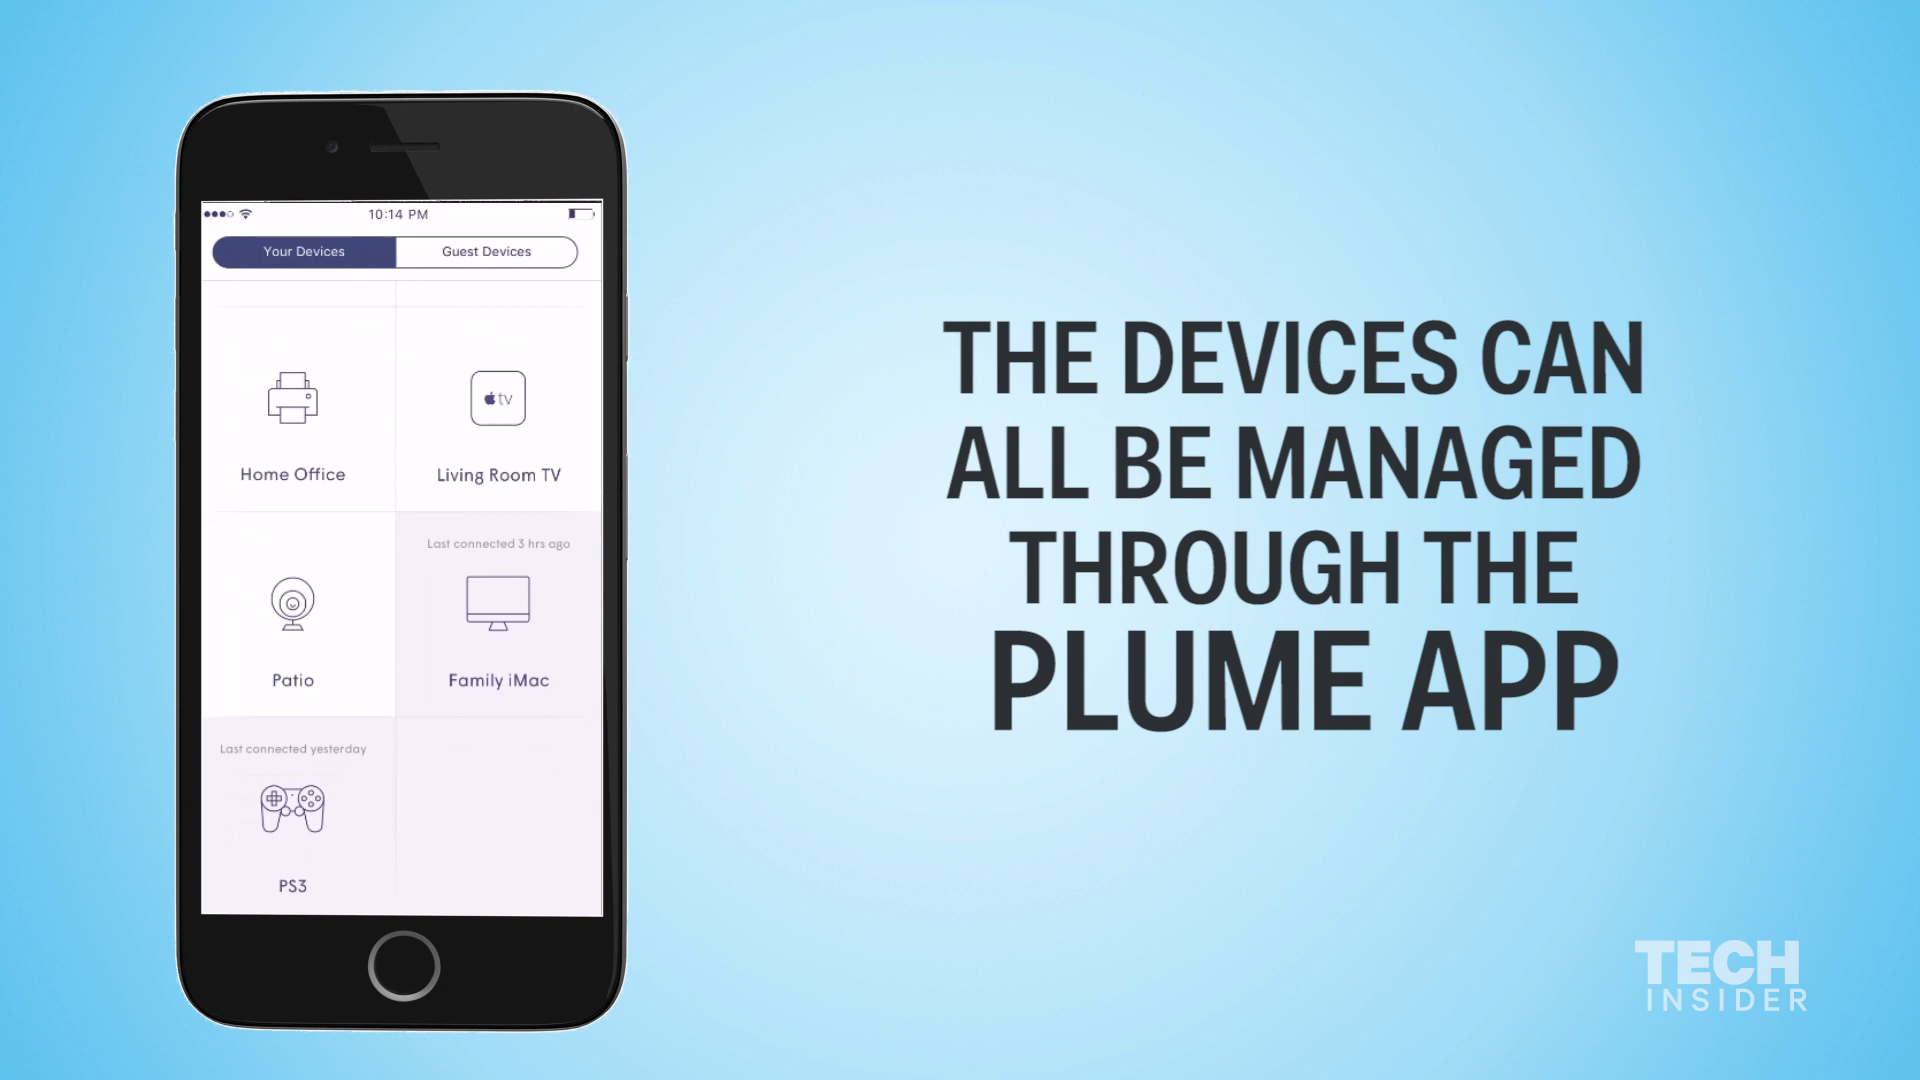 10:14 PM
Your Devices
Guest Devices
tv
Home Office
Living Room TV
Last connected 3 hrs ago
Patio
Family iMac
Last connected yesterday
PS3
THE DEVICES CAN
ALL BE MANAGED
THROUGH THE
PLUME APP
TECH
INSIDER